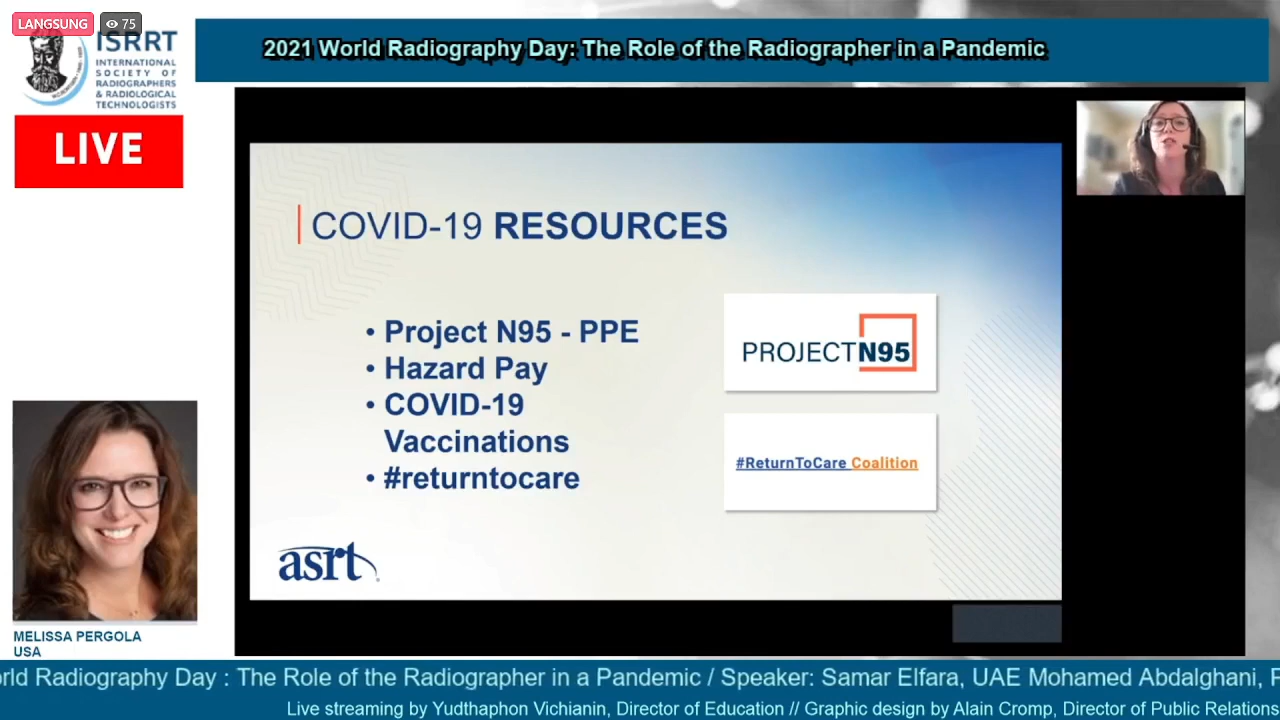 LANGSUNG 75
ISRRT
INTERNATIONAL
SOCIETY OF
RADIOGRAPHERS
& RADIOLOGICAL
TECHNOLOGISTS
2021 World Radiography Day: The Role of the Radiographer in a Pandemic
LIVE
COVID-19 RESOURCES
• Project N95 - PPE
• Hazard Pay
• COVID-19
Vaccinations
• #returntocare
PROJECT N95
#ReturnToCare Coalition
asrt
MELISSA PERGOLA
USA
orld Radiography Day : The Role of the Radiographer in a Pandemic / Speaker: Samar Elfara, UAE Mohamed Abdalghani,
Live streaming by Yudthaphon Vichianin, Director of Education // Graphic design by Alain Cromp, Director of Public Relations